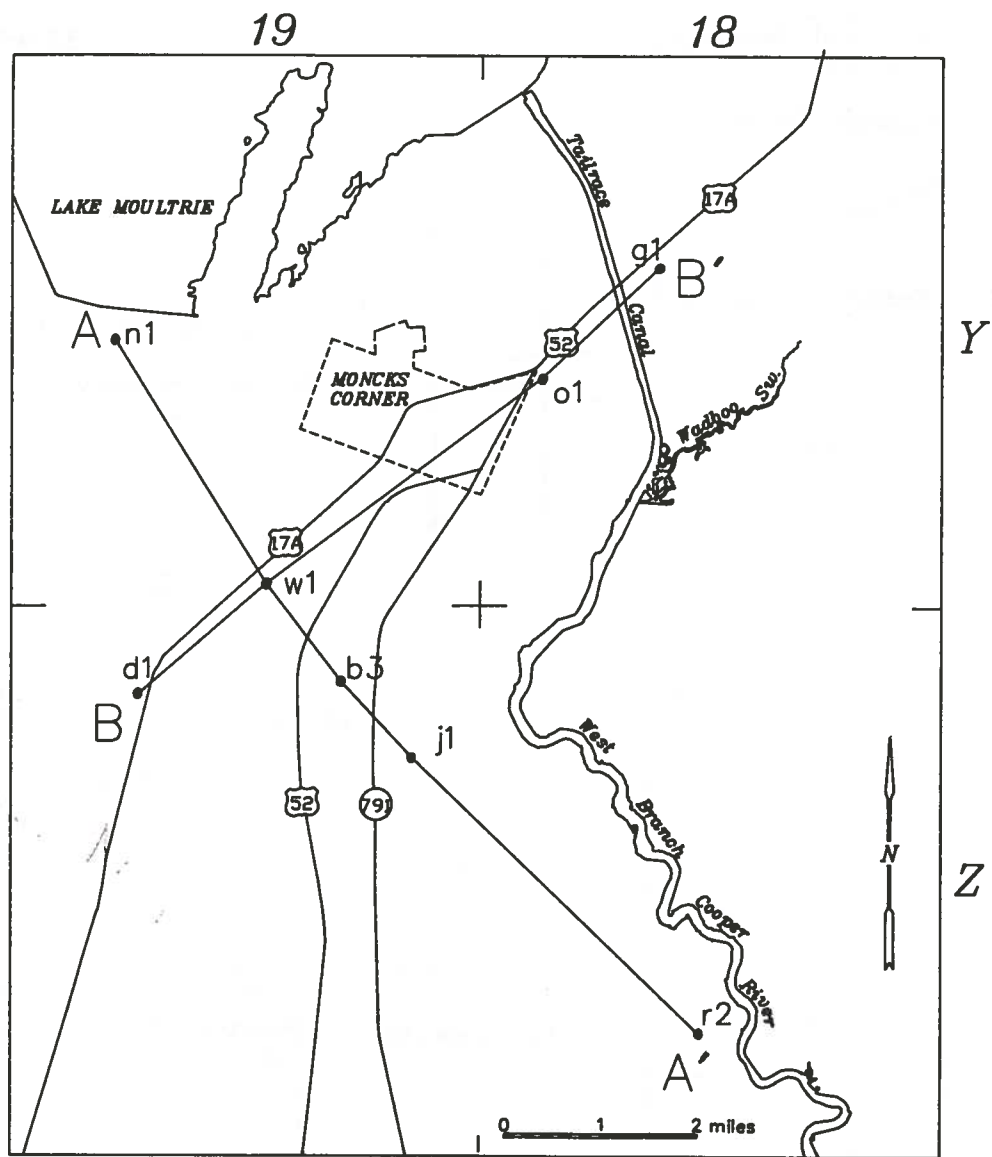 19
18
LAKE MOULTRIE
Tailrace
Canal
17A
g1
B'
A
n1
52
Y
MONCKS
CORNER
o1
Wadboo Sw.
17A
w1
d1
B
b3
j1
West
Branch
Cooper
River
52
791
N
Z
r2
A'
0 1 2 miles